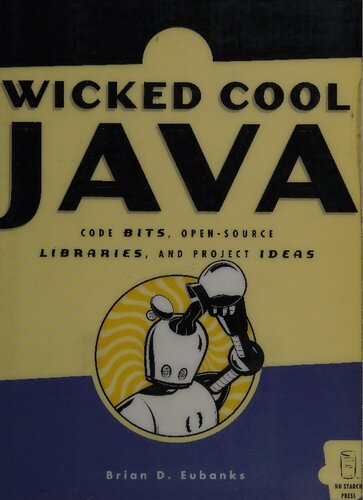 WICKED COOL
JAVA
CODE BITS, OPEN-SOURCE
LIBRARIES, AND PROJECT IDEAS
Brian D. Eubanks
NO STARCH
PRESS